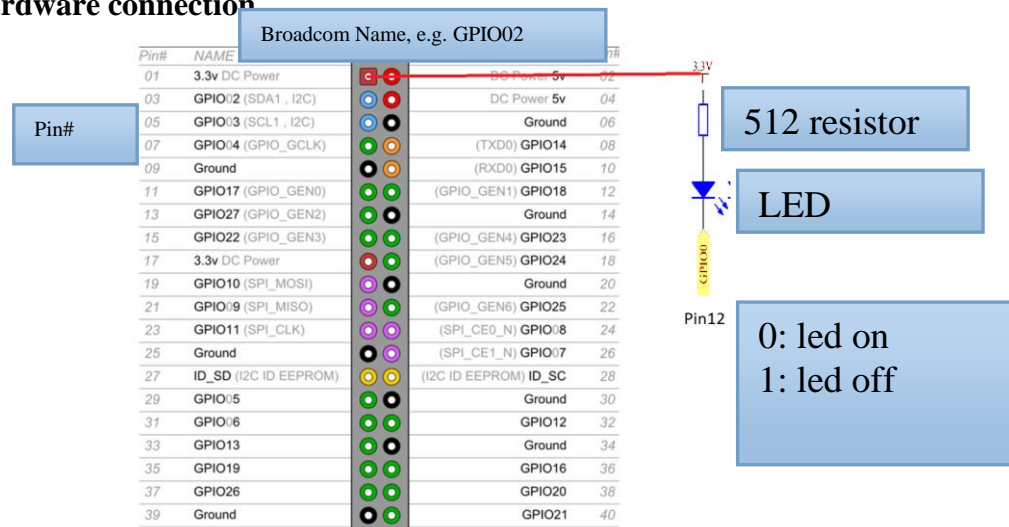 rdware connection
Broadcom Name, e.g. GPIO02
Pin# NAME
01 3.3v DC Power DC Power 5v 02
03 GPIO02 (SDA1 , I2C) DC Power 5v 04
05 GPIO03 (SCL1 , I2C) Ground 06
07 GPIO04 (GPIO_GCLK) (TXD0) GPIO14 08
09 Ground (RXD0) GPIO15 10
11 GPIO17 (GPIO_GEN0) (GPIO_GEN1) GPIO18 12
13 GPIO27 (GPIO_GEN2) Ground 14
15 GPIO22 (GPIO_GEN3) (GPIO_GEN4) GPIO23 16
17 3.3v DC Power (GPIO_GEN5) GPIO24 18
19 GPIO10 (SPI_MOSI) Ground 20
21 GPIO09 (SPI_MISO) (GPIO_GEN6) GPIO25 22
23 GPIO11 (SPI_CLK) (SPI_CE0_N) GPIO08 24
25 Ground (SPI_CE1_N) GPIO07 26
27 ID_SD (I2C ID EEPROM) (I2C ID EEPROM) ID_SC 28
29 GPIO05 Ground 30
31 GPIO06 GPIO12 32
33 GPIO13 Ground 34
35 GPIO19 GPIO16 36
37 GPIO26 GPIO20 38
39 Ground GPIO21 40
Pin#
3.3V
512 resistor
LED
GPIO0
Pin12
0: led on
1: led off